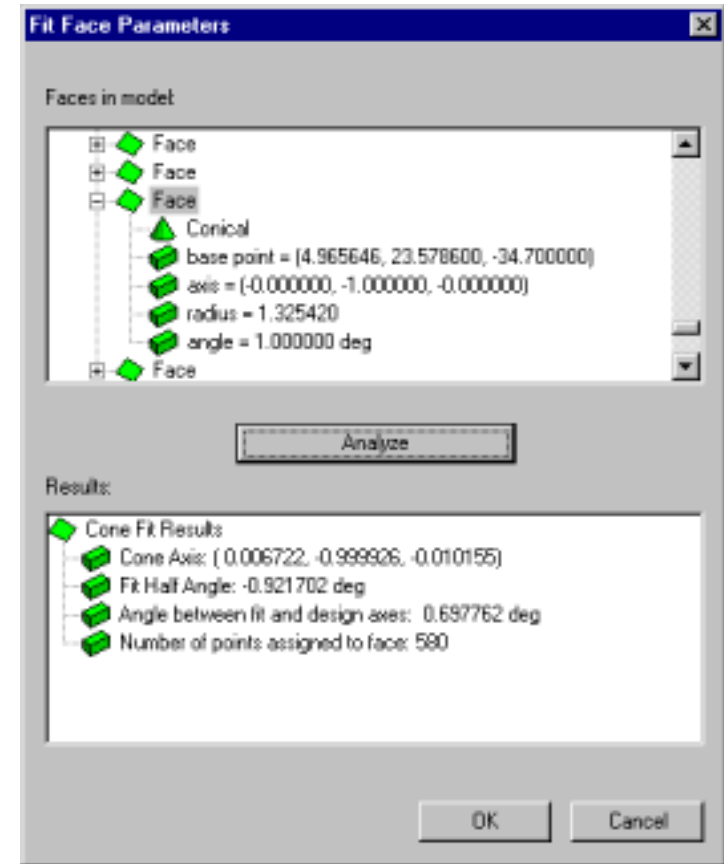 Fit Face Parameters
Faces in model:
Face
Face
Face
Conical
base point = (4.965646, 23.578600, -34.700000)
axis = (-0.000000, -1.000000, -0.000000)
radius = 1.325420
angle = 1.000000 deg
Face
Analyze
Results:
Cone Fit Results
Cone Axis: ( 0.006722, -0.999926, -0.010155)
Fit Half Angle: -0.921702 deg
Angle between fit and design axes: 0.697762 deg
Number of points assigned to face: 580
OK Cancel